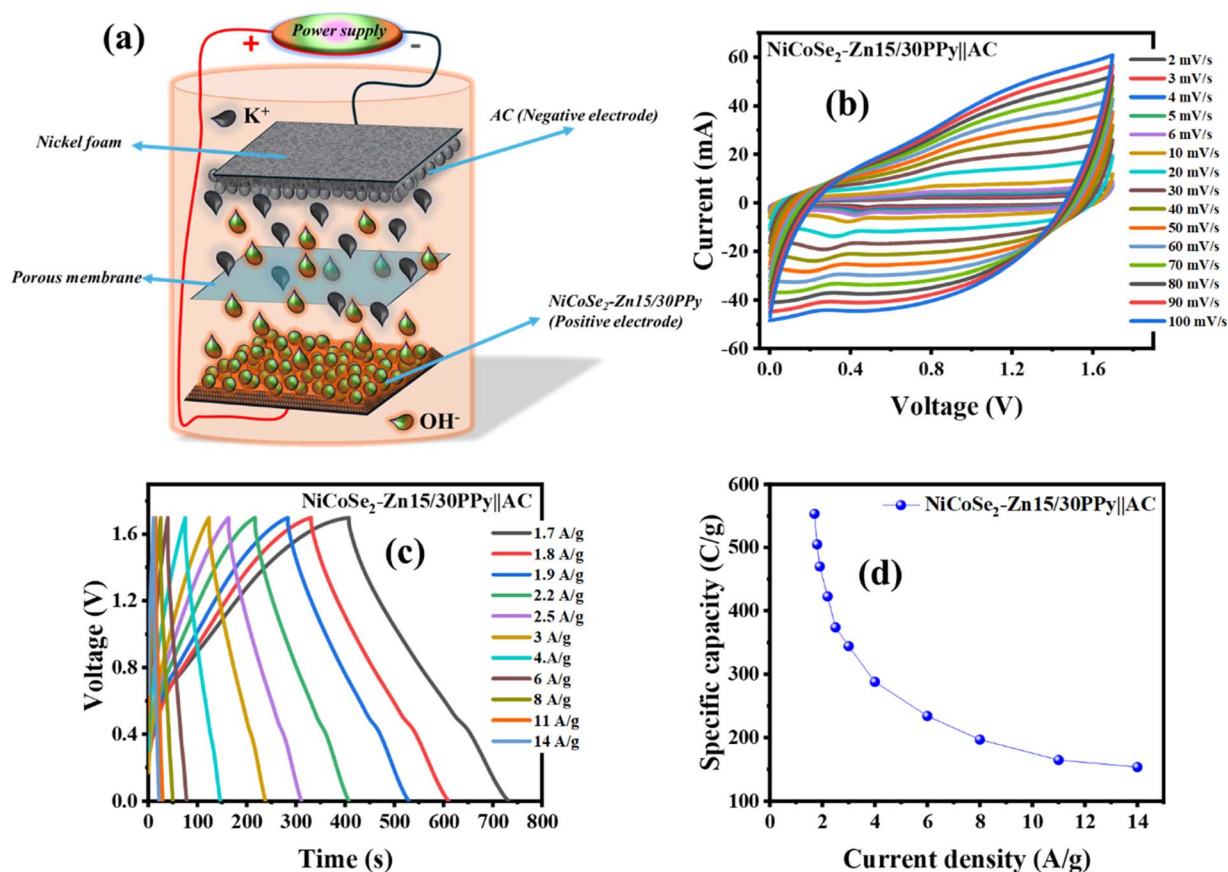 (a)
Power supply
+
-
K⁺
Nickel foam
AC (Negative electrode)
Porous membrane
NiCoSe₂-Zn15/30PPy
(Positive electrode)
OH⁻
NiCoSe₂-Zn15/30PPy||AC
(b)
2 mV/s
3 mV/s
4 mV/s
5 mV/s
6 mV/s
10 mV/s
20 mV/s
30 mV/s
40 mV/s
50 mV/s
60 mV/s
70 mV/s
80 mV/s
90 mV/s
100 mV/s
Current (mA)
60
40
20
0
-20
-40
-60
0.0 0.4 0.8 1.2 1.6
Voltage (V)
NiCoSe₂-Zn15/30PPy||AC
(c)
1.7 A/g
1.8 A/g
1.9 A/g
2.2 A/g
2.5 A/g
3 A/g
4.A/g
6 A/g
8 A/g
11 A/g
14 A/g
Voltage (V)
1.6
1.2
0.8
0.4
0.0
0 100 200 300 400 500 600 700 800
Time (s)
NiCoSe₂-Zn15/30PPy||AC
(d)
Specific capacity (C/g)
600
500
400
300
200
100
0 2 4 6 8 10 12 14
Current density (A/g)